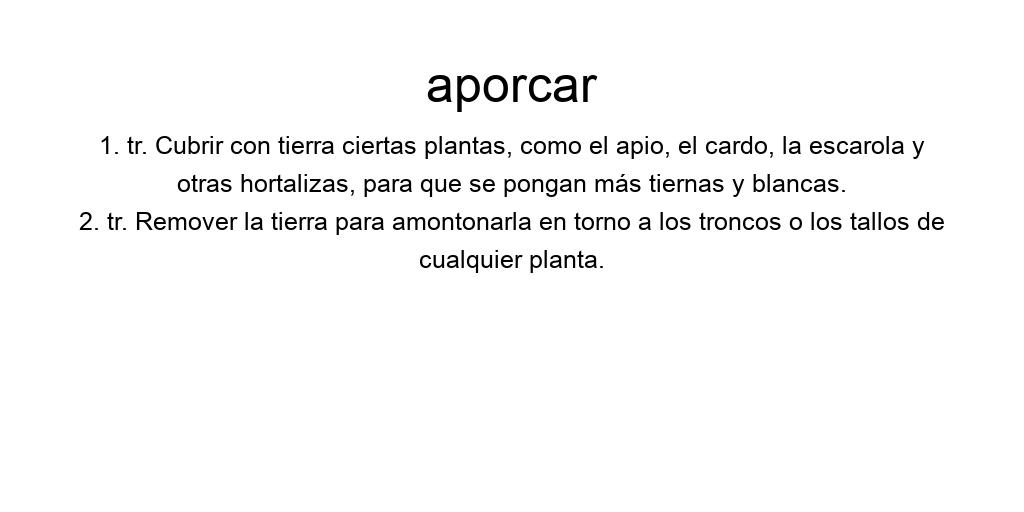 aporcar
1. tr. Cubrir con tierra ciertas plantas, como el apio, el cardo, la escarola y
otras hortalizas, para que se pongan más tiernas y blancas.
2. tr. Remover la tierra para amontonarla en torno a los troncos o los tallos de
cualquier planta.